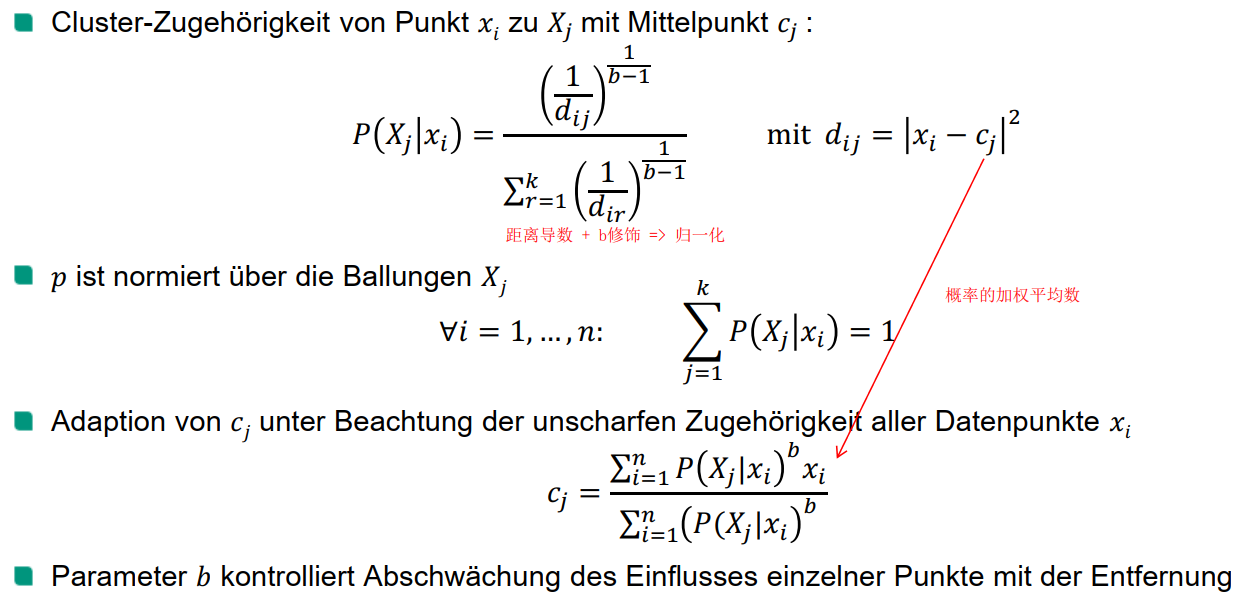 Cluster-Zugehörigkeit von Punkt x_i zu X_j mit Mittelpunkt c_j :
P(X_j|x_i) = \frac{\left(\frac{1}{d_{ij}}\right)^{\frac{1}{b-1}}}{\sum_{r=1}^{k}\left(\frac{1}{d_{ir}}\right)^{\frac{1}{b-1}}} mit d_{ij} = |x_i − c_j|^2
距离导数 + b修饰 => 归一化
p ist normiert über die Ballungen X_j
概率的加权平均数
∀i = 1, … , n: \sum_{j=1}^{k} P(X_j|x_i) = 1
Adaption von c_j unter Beachtung der unscharfen Zugehörigkeit aller Datenpunkte x_i
c_j = \frac{\sum_{i=1}^{n} P(X_j|x_i)^b x_i}{\sum_{i=1}^{n} (P(X_j|x_i)^b}
Parameter b kontrolliert Abschwächung des Einflusses einzelner Punkte mit der Entfernung